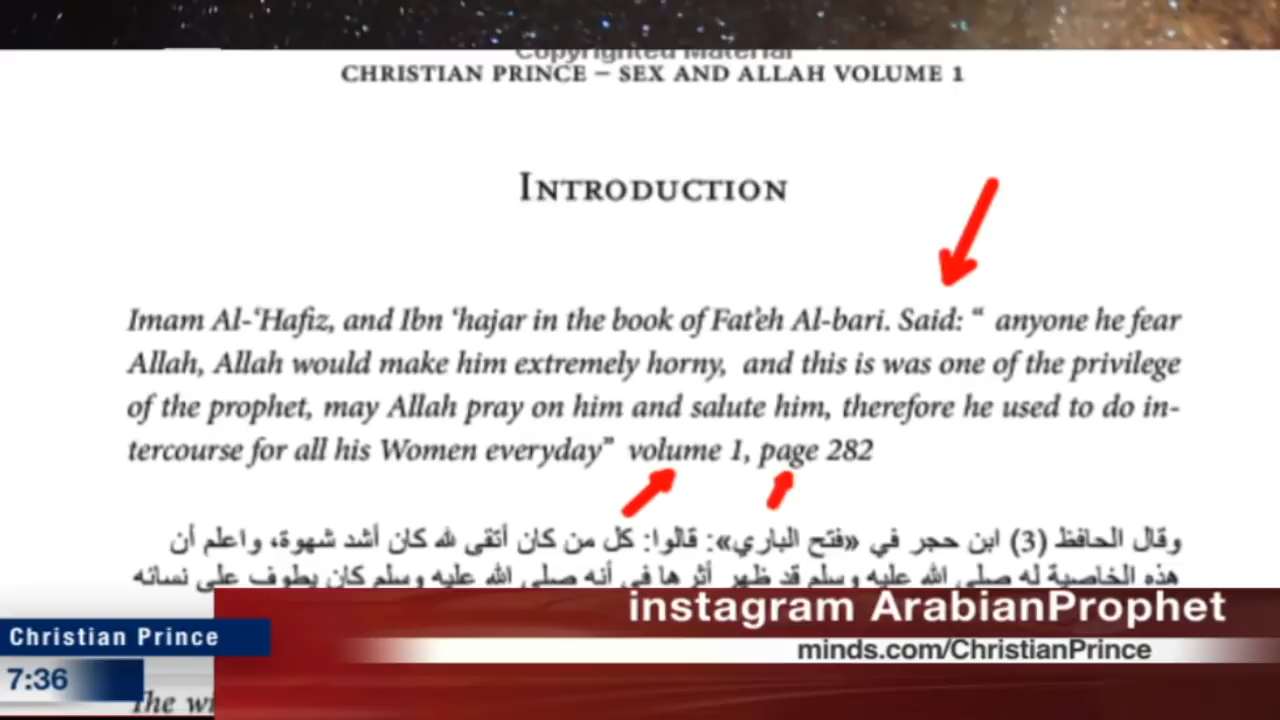 Copyrighted Material
CHRISTIAN PRINCE – SEX AND ALLAH VOLUME 1
INTRODUCTION
Imam Al-‘Hafiz, and Ibn ‘hajar in the book of Fat’eh Al-bari. Said: “ anyone he fear
Allah, Allah would make him extremely horny, and this is was one of the privilege
of the prophet, may Allah pray on him and salute him, therefore he used to do in-
tercourse for all his Women everyday” volume 1, page 282
وقال الحافظ (3) ابن حجر في «فتح الباري»: قالوا: كل من كان أتقى لله كان أشد شهوة، واعلم أن
هذه الخاصية له صلى الله عليه وسلم قد ظهر أثرها في أنه صلى الله عليه وسلم كان يطوف على نسائه
instagram ArabianProphet
Christian Prince
minds.com/ChristianPrince
7:36
The